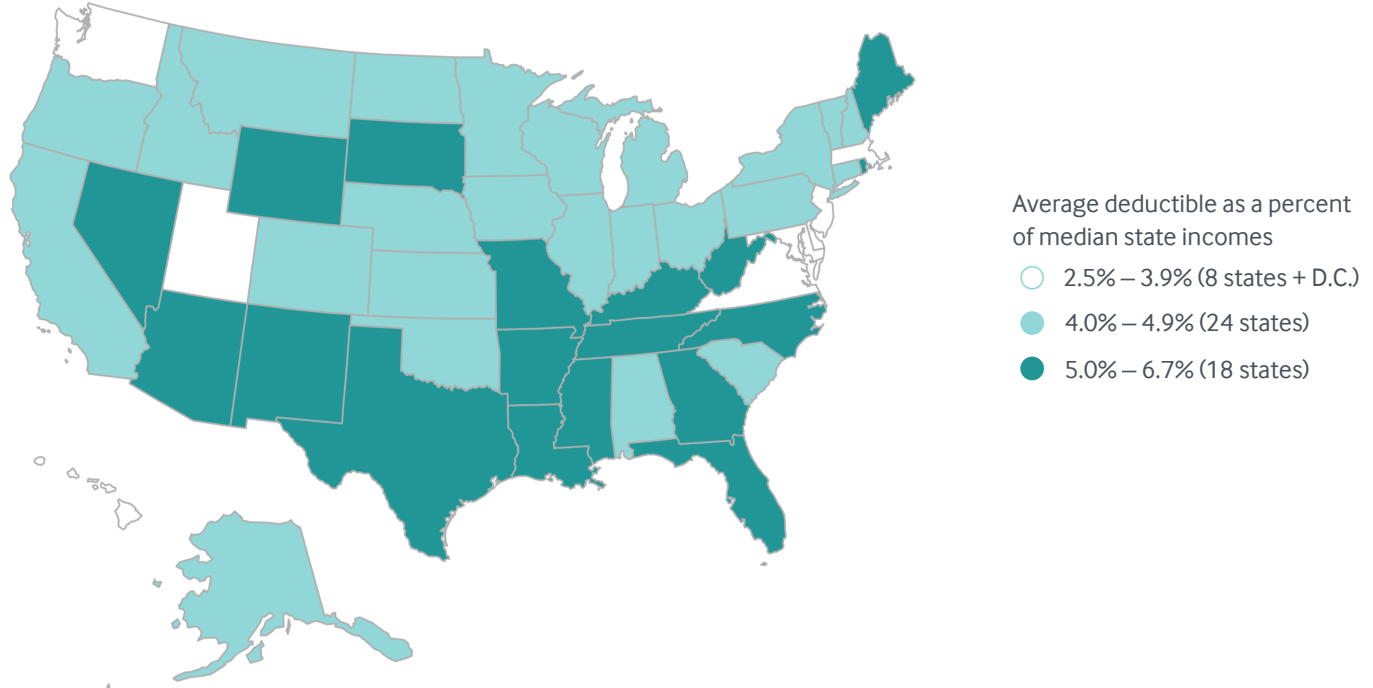 Average deductible as a percent
of median state incomes
2.5% – 3.9% (8 states + D.C.)
4.0% – 4.9% (24 states)
5.0% – 6.7% (18 states)